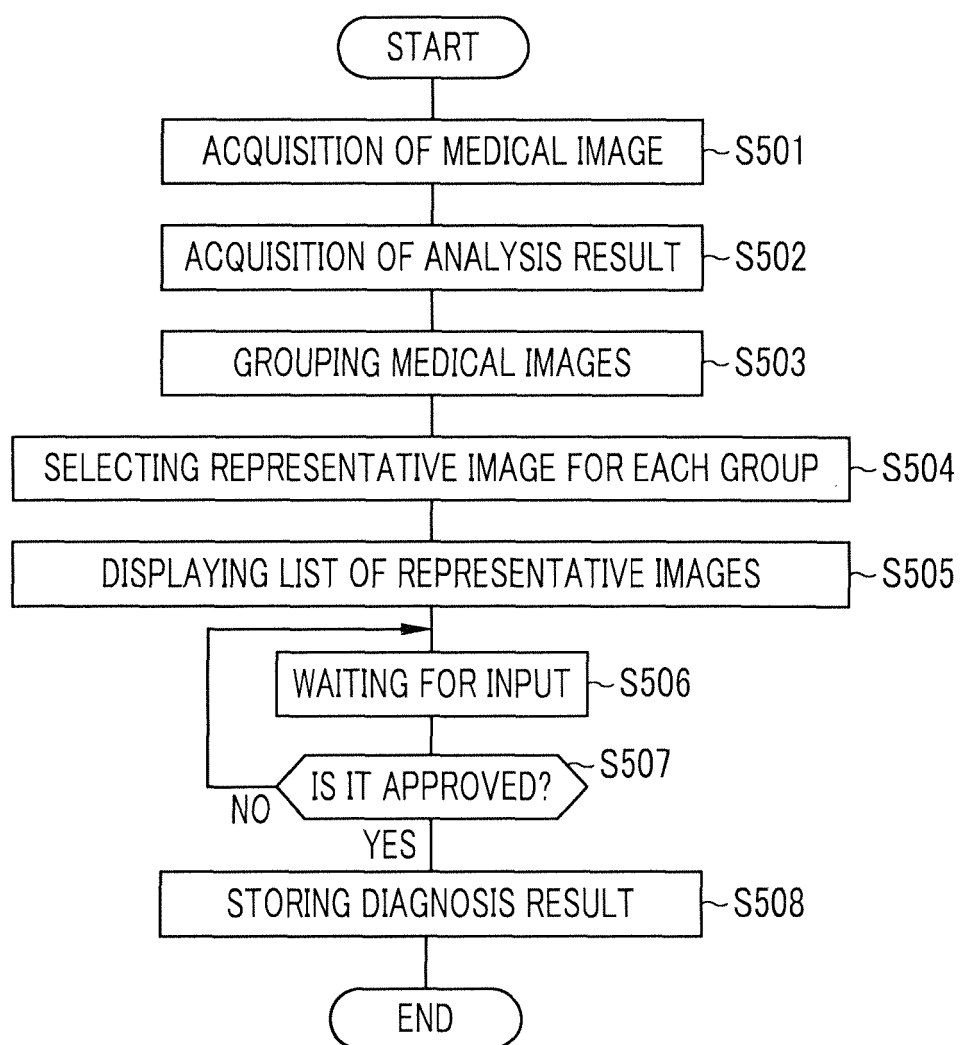 START
ACQUISITION OF MEDICAL IMAGE S501
ACQUISITION OF ANALYSIS RESULT S502
GROUPING MEDICAL IMAGES S503
SELECTING REPRESENTATIVE IMAGE FOR EACH GROUP S504
DISPLAYING LIST OF REPRESENTATIVE IMAGES S505
WAITING FOR INPUT S506
IS IT APPROVED? S507
NO
YES
STORING DIAGNOSIS RESULT S508
END